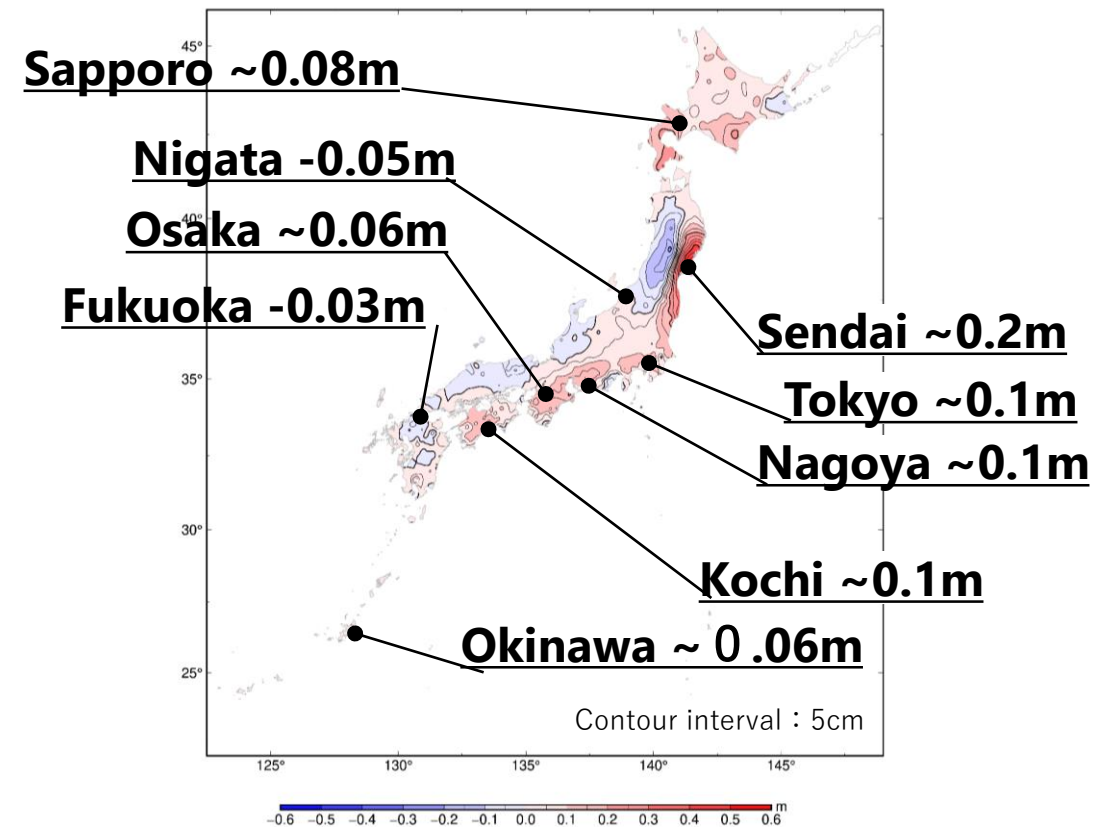 45°
Sapporo ~0.08m
Nigata -0.05m
40°
Osaka ~0.06m
Fukuoka -0.03m
Sendai ~0.2m
35°
Tokyo ~0.1m
Nagoya ~0.1m
30°
Kochi ~0.1m
Okinawa ~０.06m
25°
Contour interval：5cm
125° 130° 135° 140° 145°
m
−0.6 −0.5 −0.4 −0.3 −0.2 −0.1 0.0 0.1 0.2 0.3 0.4 0.5 0.6